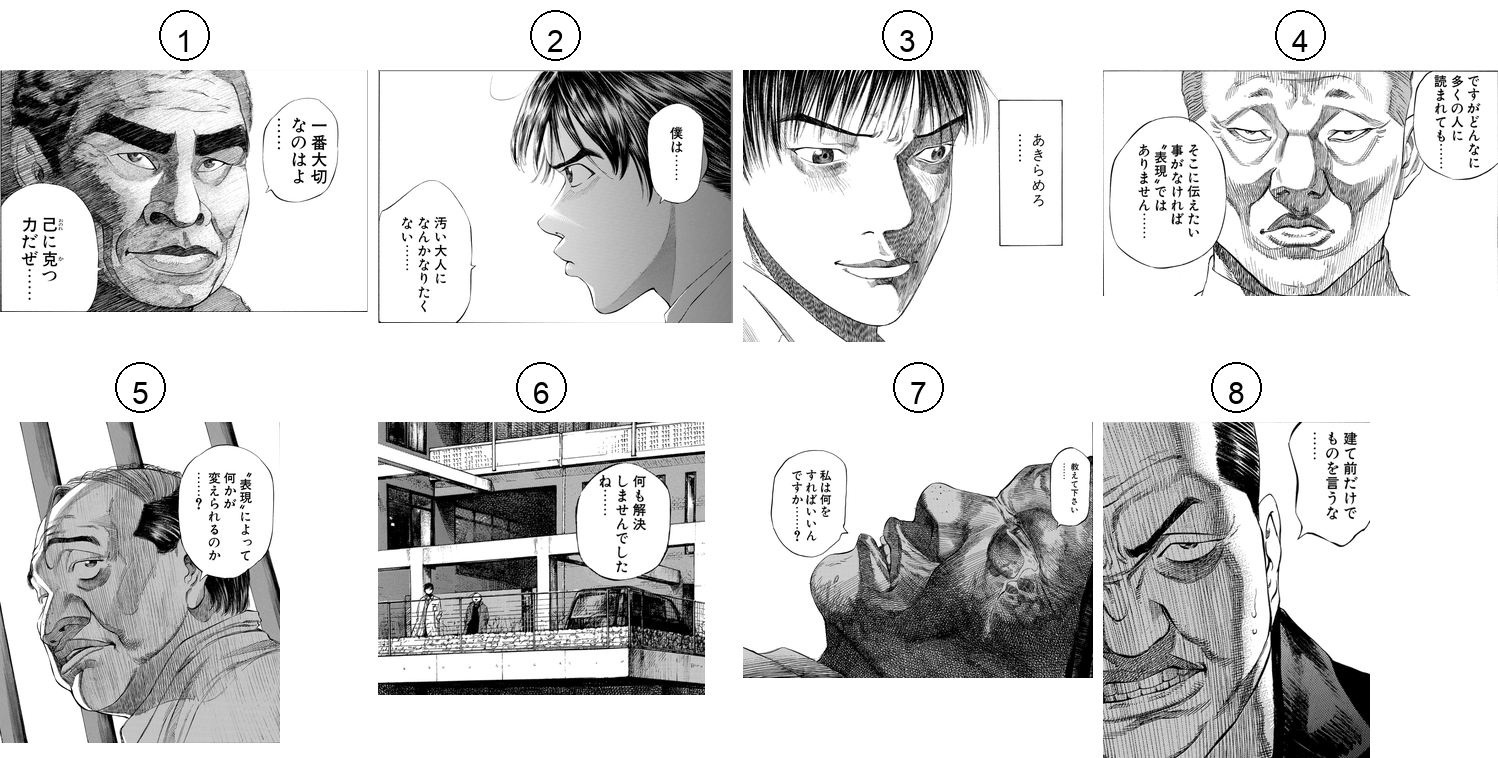 1
一番大切
なのはよ
……
己に克つ
おのれ
か
力だぜ……
2
僕は……
汚い大人に
なんかなりたく
ない……
3
あきらめろ
……
4
ですがどんなに
多くの人に
読まれても……
そこに伝えたい
事がなければ
〝表現〟では
ありません……
5
〝表現〟によって
何かが
変えられるのか
……?
6
何も解決
しませんでした
ね……
7
教えて下さい
……
私は何を
すればいいん
ですか……?
8
建て前だけで
ものを言うな
……